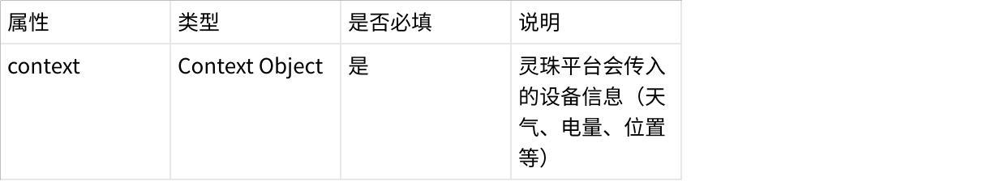 属性 类型 是否必填 说明
context Context Object 是 灵珠平台会传入
的设备信息（天
气、电量、位置
等）